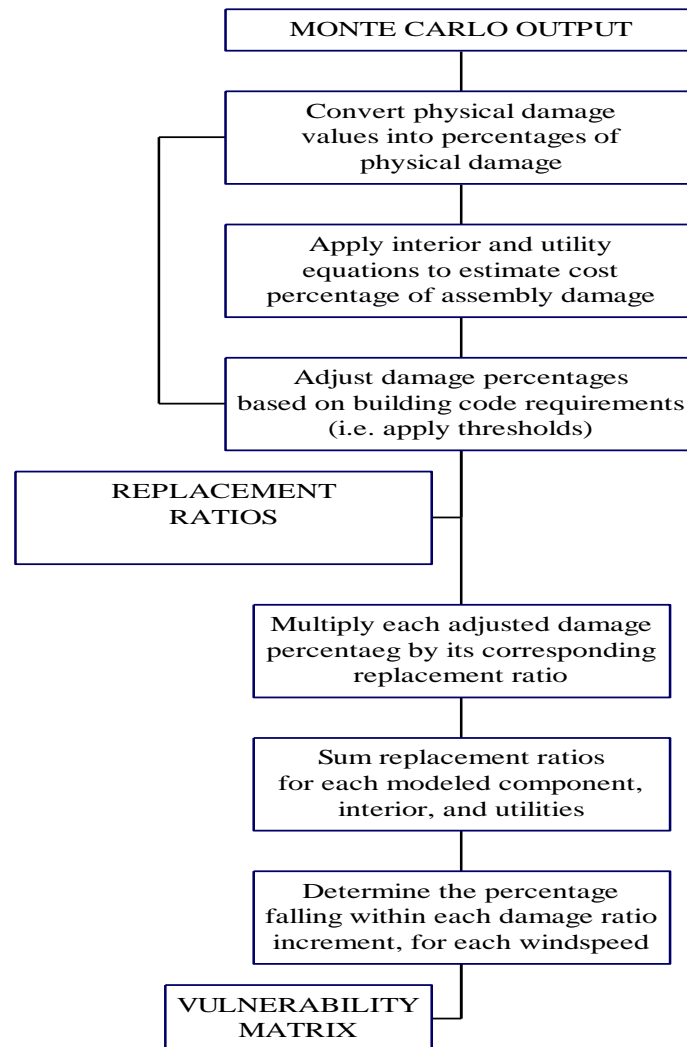 MONTE CARLO OUTPUT
Convert physical damage
values into percentages of
physical damage
Apply interior and utility
equations to estimate cost
percentage of assembly damage
Adjust damage percentages
based on building code requirements
(i.e. apply thresholds)
REPLACEMENT
RATIOS
Multiply each adjusted damage
percentaeg by its corresponding
replacement ratio
Sum replacement ratios
for each modeled component,
interior, and utilities
Determine the percentage
falling within each damage ratio
increment, for each windspeed
VULNERABILITY
MATRIX